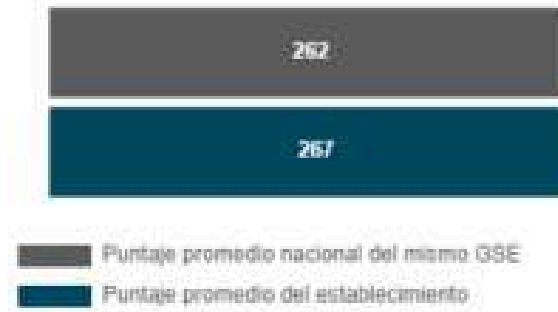 262
267
Puntaje promedio nacional del mismo GSE
Puntaje promedio del establecimiento